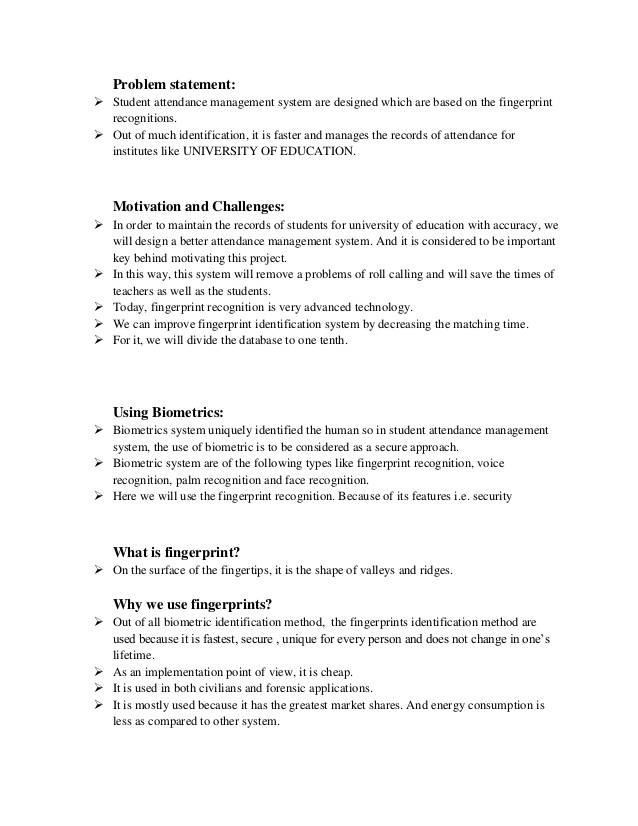 Problem statement:
➢ Student attendance management system are designed which are based on the fingerprint
recognitions.
➢ Out of much identification, it is faster and manages the records of attendance for
institutes like UNIVERSITY OF EDUCATION.
Motivation and Challenges:
➢ In order to maintain the records of students for university of education with accuracy, we
will design a better attendance management system. And it is considered to be important
key behind motivating this project.
➢ In this way, this system will remove a problems of roll calling and will save the times of
teachers as well as the students.
➢ Today, fingerprint recognition is very advanced technology.
➢ We can improve fingerprint identification system by decreasing the matching time.
➢ For it, we will divide the database to one tenth.
Using Biometrics:
➢ Biometrics system uniquely identified the human so in student attendance management
system, the use of biometric is to be considered as a secure approach.
➢ Biometric system are of the following types like fingerprint recognition, voice
recognition, palm recognition and face recognition.
➢ Here we will use the fingerprint recognition. Because of its features i.e. security
What is fingerprint?
➢ On the surface of the fingertips, it is the shape of valleys and ridges.
Why we use fingerprints?
➢ Out of all biometric identification method,  the fingerprints identification method are
used because it is fastest, secure , unique for every person and does not change in one’s
lifetime.
➢ As an implementation point of view, it is cheap.
➢ It is used in both civilians and forensic applications.
➢ It is mostly used because it has the greatest market shares. And energy consumption is
less as compared to other system.